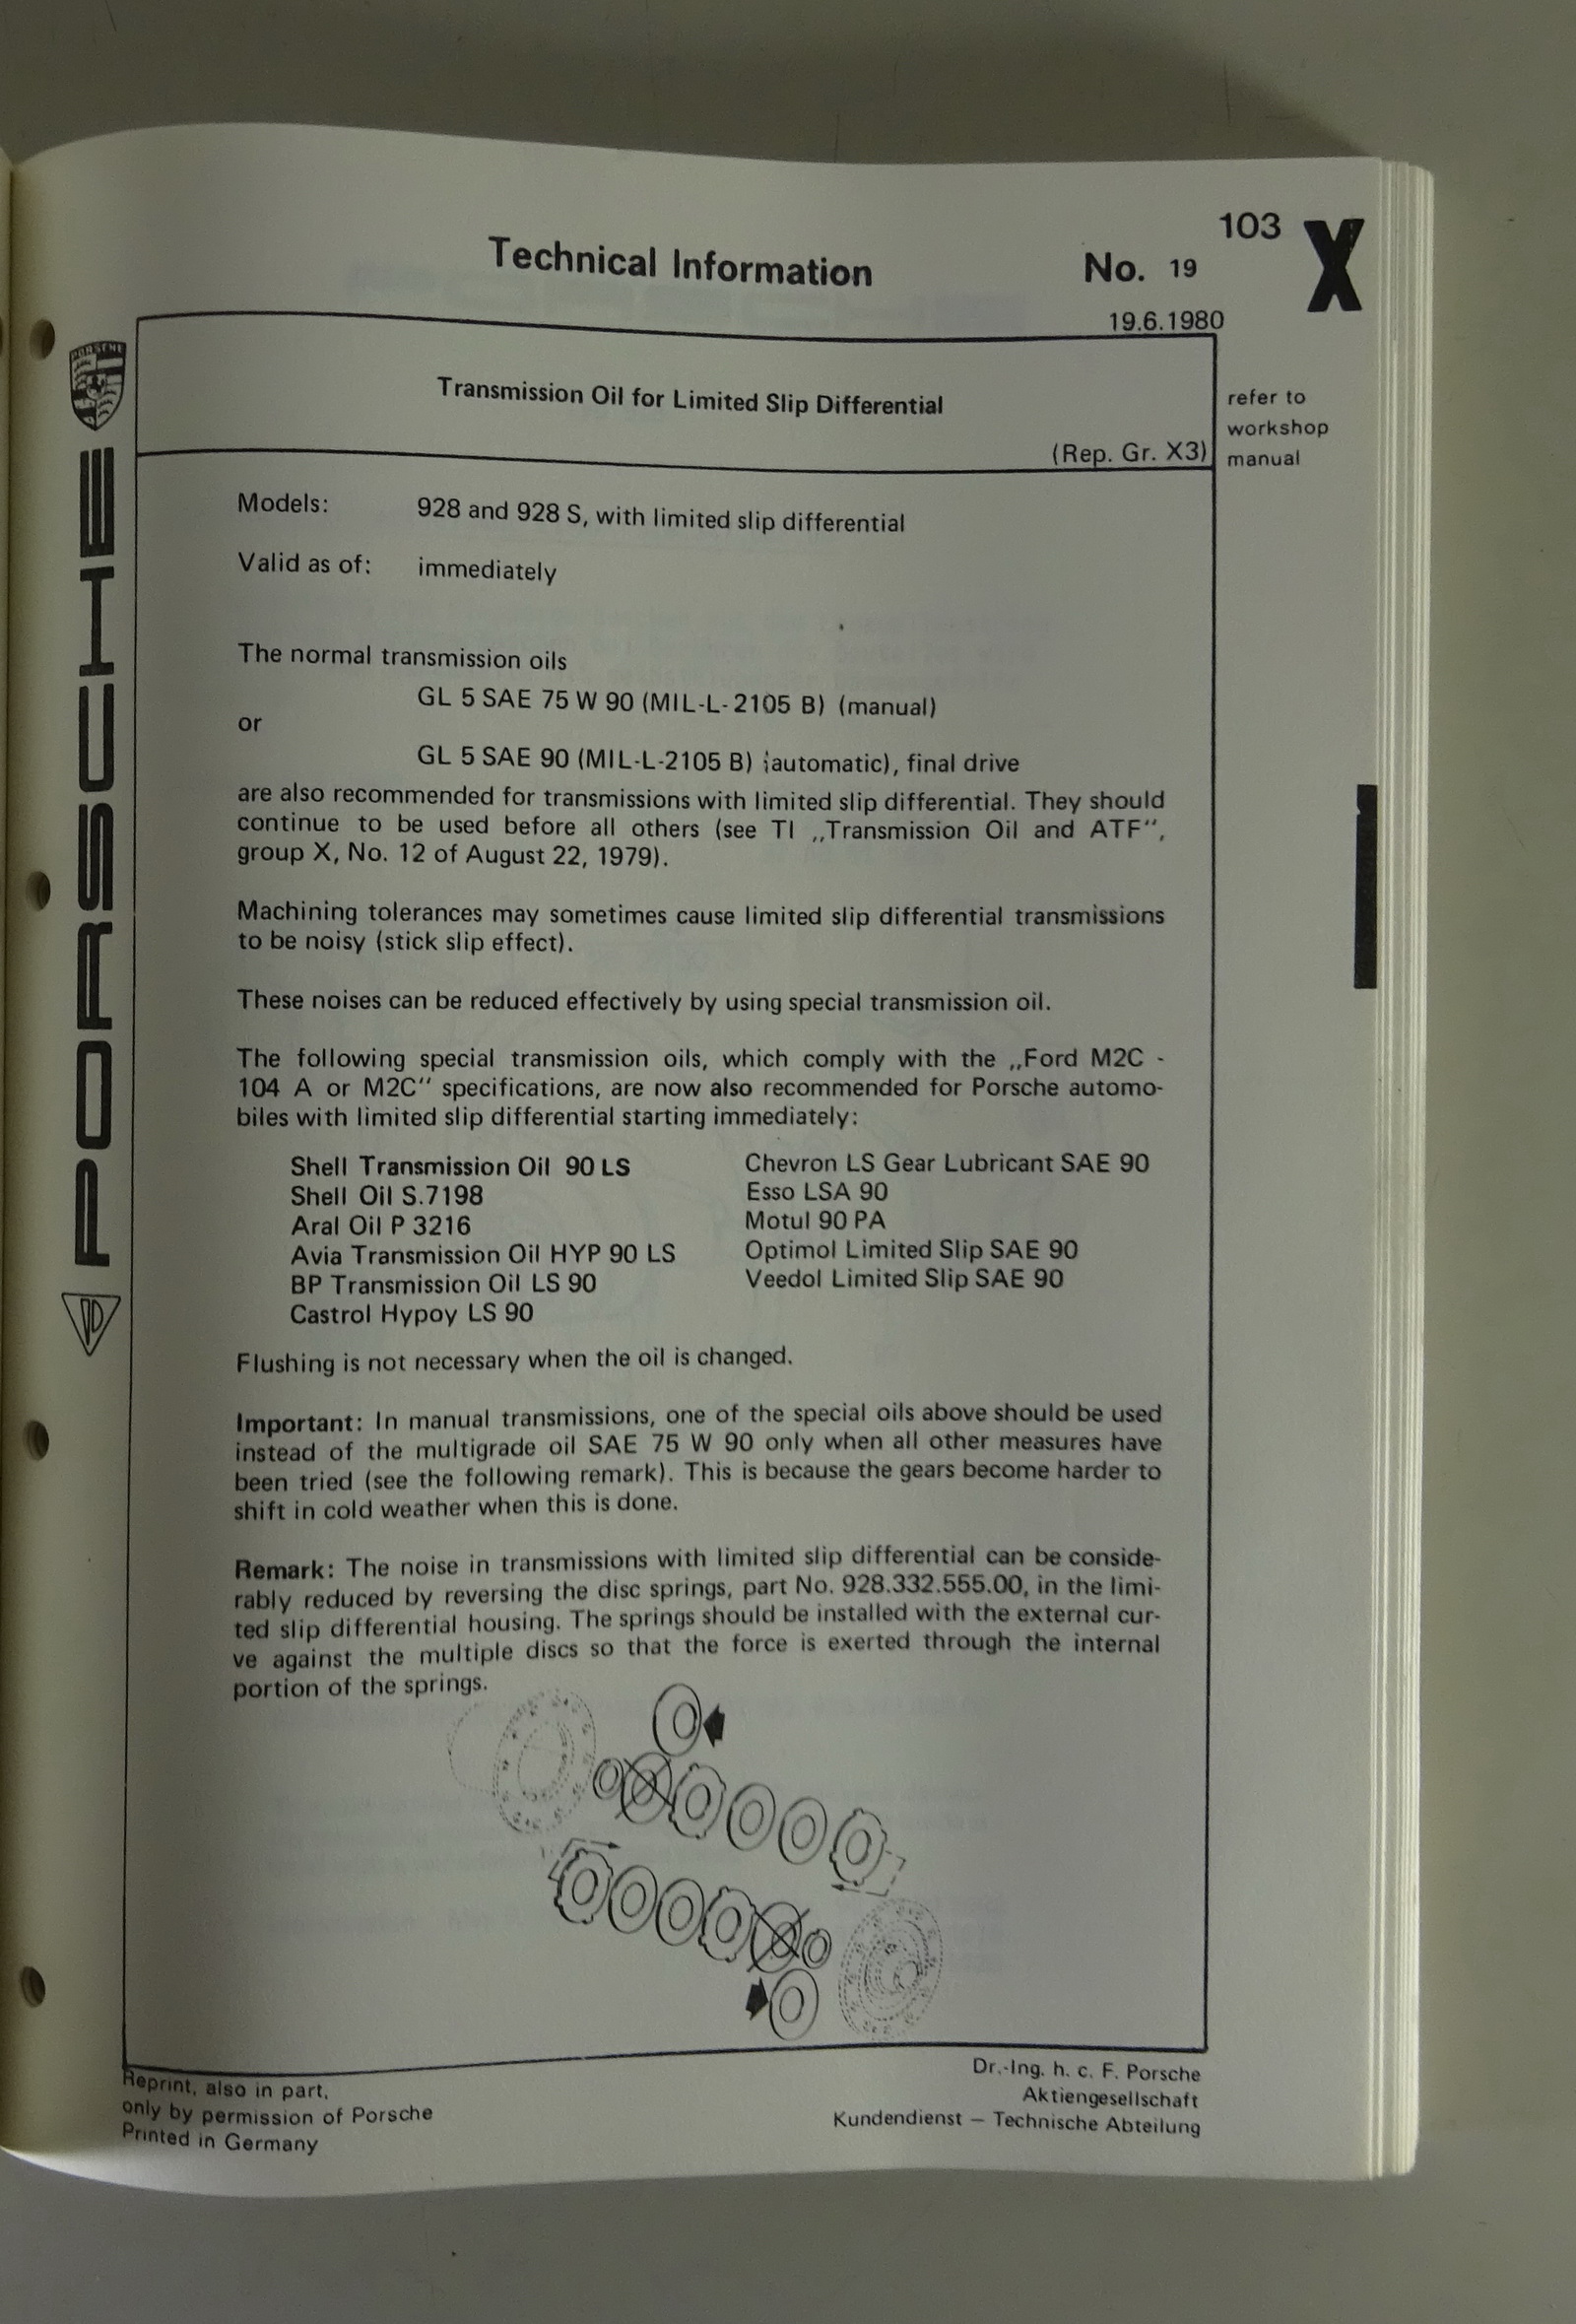 103
X
Technical Information
No. 19
19.6.1980
PORSCHE
PORSCHE
Transmission Oil for Limited Slip Differential
(Rep. Gr. X3)
refer to
workshop
manual
Models: 928 and 928 S, with limited slip differential
Valid as of: immediately
The normal transmission oils
GL 5 SAE 75 W 90 (MIL-L-2105 B) (manual)
or
GL 5 SAE 90 (MIL-L-2105 B) (automatic), final drive
are also recommended for transmissions with limited slip differential. They should
continue to be used before all others (see TI „Transmission Oil and ATF“,
group X, No. 12 of August 22, 1979).
Machining tolerances may sometimes cause limited slip differential transmissions
to be noisy (stick slip effect).
These noises can be reduced effectively by using special transmission oil.
The following special transmission oils, which comply with the „Ford M2C -
104 A or M2C“ specifications, are now also recommended for Porsche automo-
biles with limited slip differential starting immediately:
Shell Transmission Oil 90 LS
Shell Oil S.7198
Aral Oil P 3216
Avia Transmission Oil HYP 90 LS
BP Transmission Oil LS 90
Castrol Hypoy LS 90
Chevron LS Gear Lubricant SAE 90
Esso LSA 90
Motul 90 PA
Optimol Limited Slip SAE 90
Veedol Limited Slip SAE 90
Flushing is not necessary when the oil is changed.
Important: In manual transmissions, one of the special oils above should be used
instead of the multigrade oil SAE 75 W 90 only when all other measures have
been tried (see the following remark). This is because the gears become harder to
shift in cold weather when this is done.
Remark: The noise in transmissions with limited slip differential can be conside-
rably reduced by reversing the disc springs, part No. 928.332.555.00, in the limi-
ted slip differential housing. The springs should be installed with the external cur-
ve against the multiple discs so that the force is exerted through the internal
portion of the springs.
Reprint, also in part,
only by permission of Porsche
Printed in Germany
Dr.-Ing. h. c. F. Porsche
Aktiengesellschaft
Kundendienst – Technische Abteilung